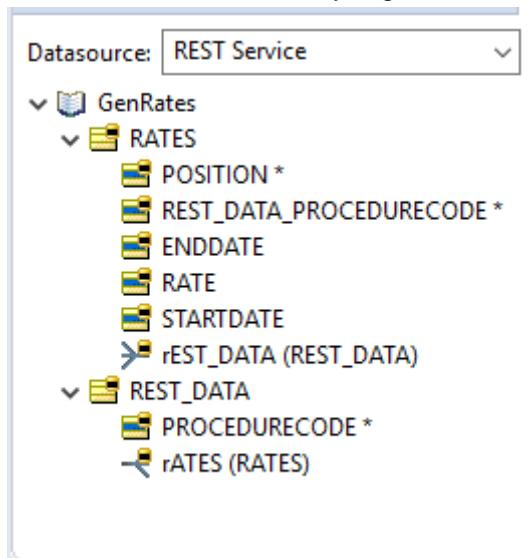 Datasource: REST Service
GenRates
RATES
POSITION *
REST_DATA_PROCEDURECODE *
ENDDATE
RATE
STARTDATE
rEST_DATA (REST_DATA)
REST_DATA
PROCEDURECODE *
rATES (RATES)